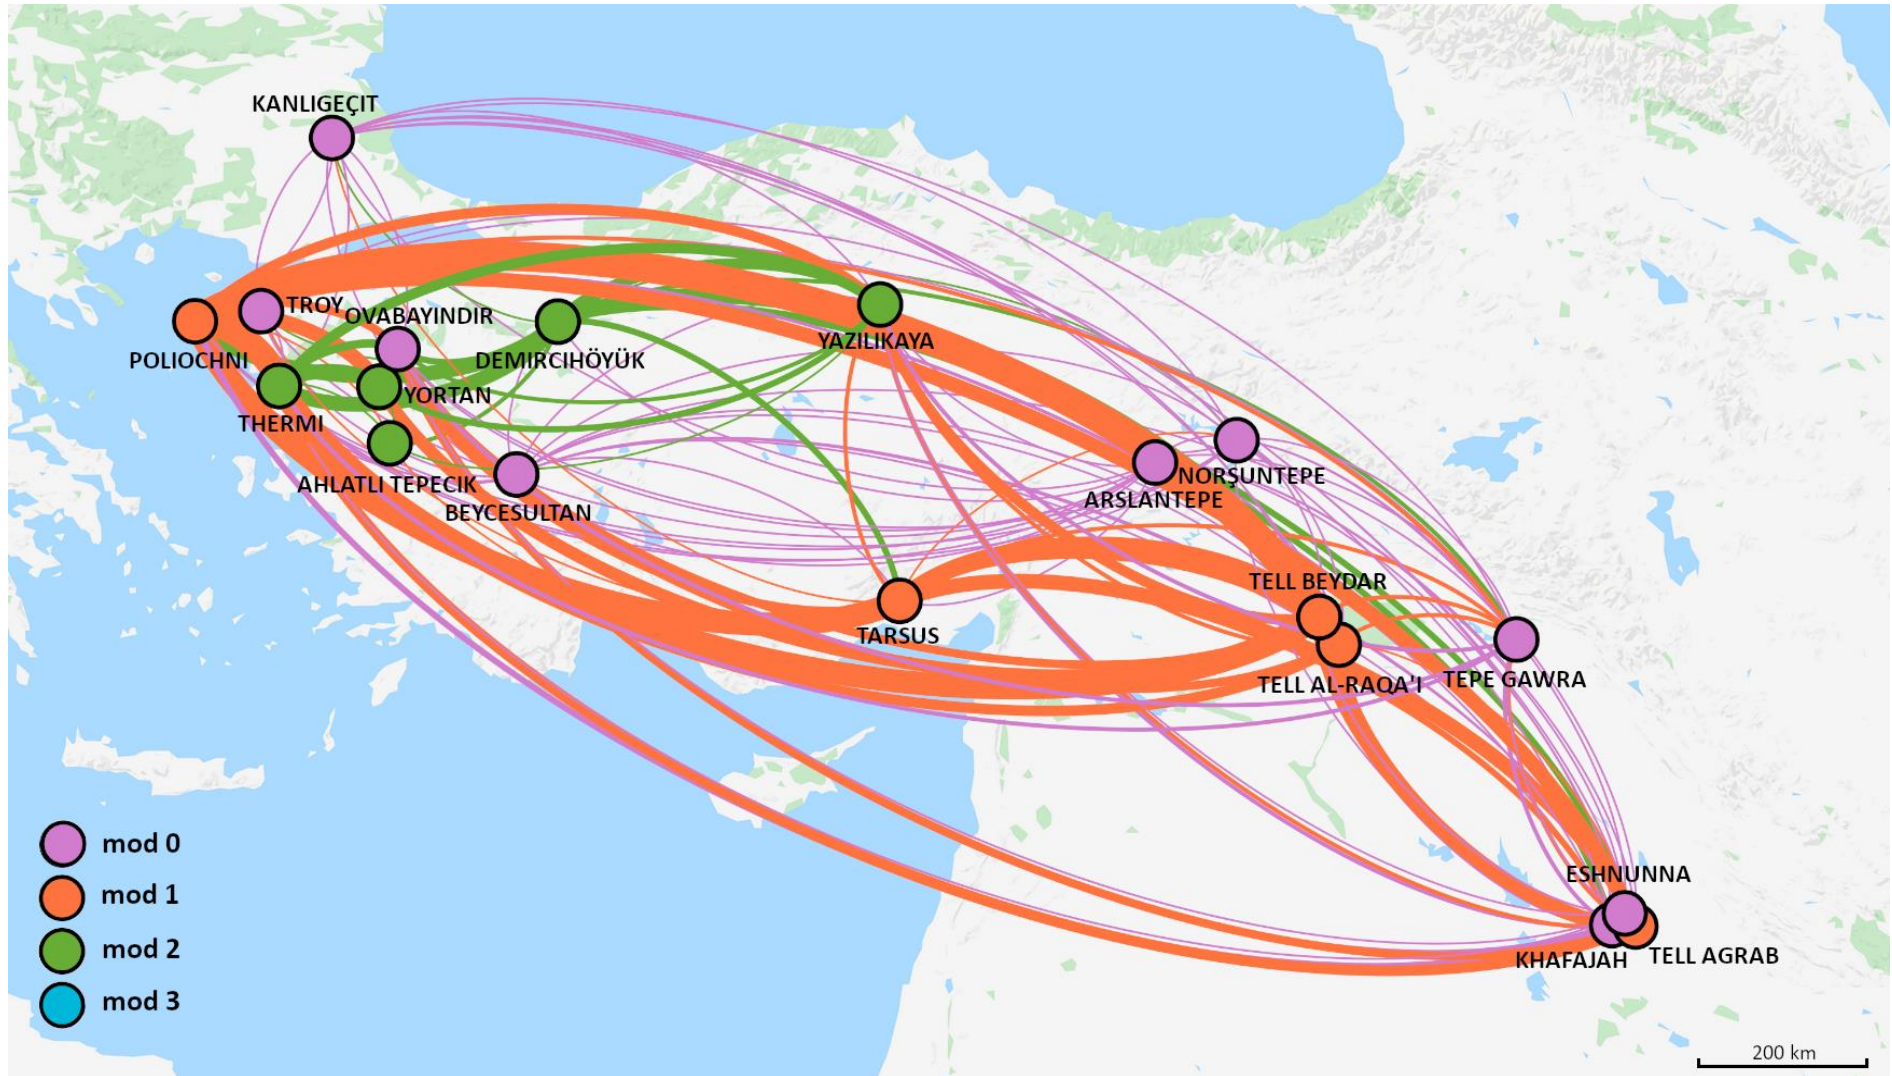 KANLIGEÇIT
TROY
OVABAYINDIR
POLIOCHNI
DEMIRCIHÖYÜK
YAZILIKAYA
YORTAN
THERMI
AHLATLI TEPECIK
BEYCESULTAN
NORŞUNTEPE
ARSLANTEPE
TELL BEYDAR
TARSUS
TELL AL-RAQA'I
TEPE GAWRA
mod 0
mod 1
mod 2
mod 3
ESHNUNNA
KHAFAJAH
TELL AGRAB
200 km